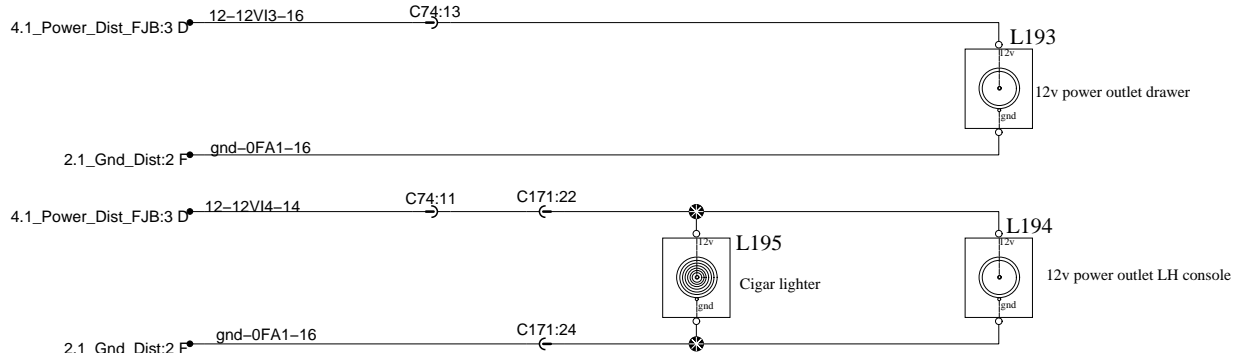 4.1_Power_Dist_FJB:3 D
12-12VI3-16
C74:13
L193
12v
12v power outlet drawer
gnd
2.1_Gnd_Dist:2 F
gnd-0FA1-16
4.1_Power_Dist_FJB:3 D
12-12VI4-14
C74:11
C171:22
L195
12v
Cigar lighter
gnd
L194
12v
12v power outlet LH console
gnd
2.1_Gnd_Dist:2 F
gnd-0FA1-16
C171:24